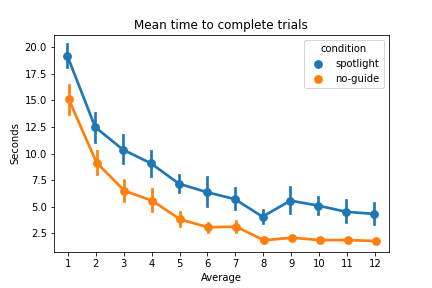 Mean time to complete trials
condition
spotlight
no-guide
20.0
17.5
15.0
12.5
10.0
7.5
5.0
2.5
Seconds
1 2 3 4 5 6 7 8 9 10 11 12
Average